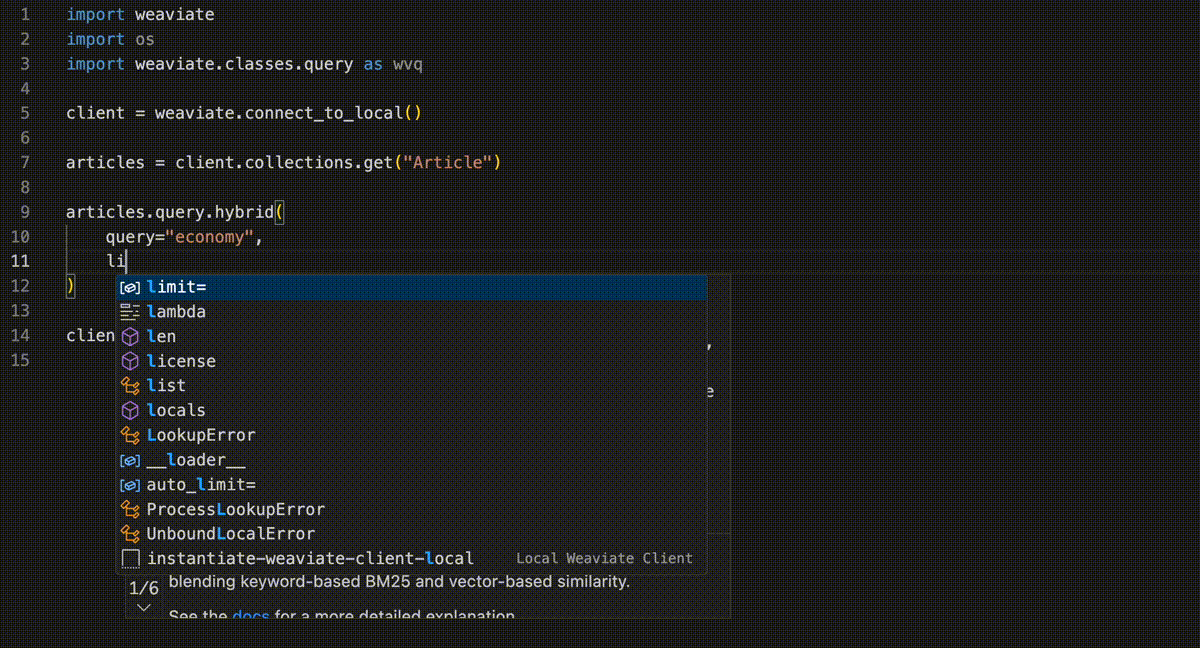 1 import weaviate
2 import os
3 import weaviate.classes.query as wvq
4
5 client = weaviate.connect_to_local()
6
7 articles = client.collections.get("Article")
8
9 articles.query.hybrid(
10 query="economy",
11 li
12 )
13
14 clien
15
limit=
lambda
len
license
list
locals
LookupError
__loader__
auto_limit=
ProcessLookupError
UnboundLocalError
instantiate-weaviate-client-local Local Weaviate Client
,
e
1/6
blending keyword-based BM25 and vector-based similarity.
See the docs for a more detailed explanation